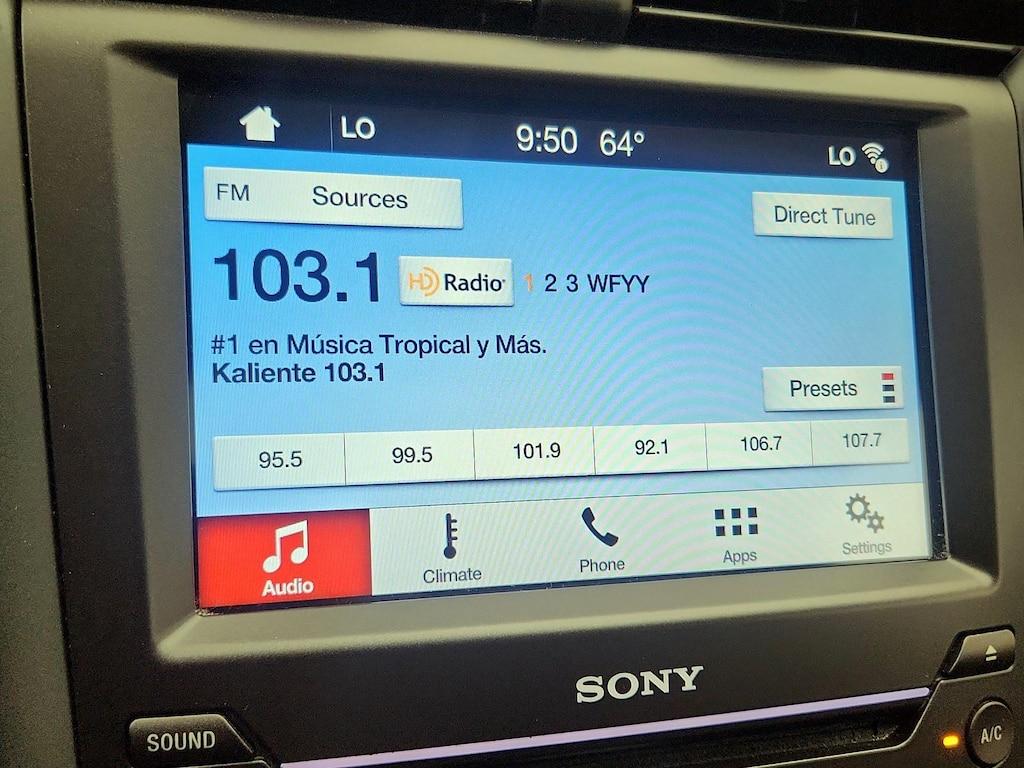 LO 9:50 64° LO
FM Sources
Direct Tune
103.1 HD Radio 1 2 3 WFYY
#1 en Música Tropical y Más.
Kaliente 103.1
Presets
95.5 99.5 101.9 92.1 106.7 107.7
Audio Climate Phone Apps Settings
SONY
SOUND
A/C